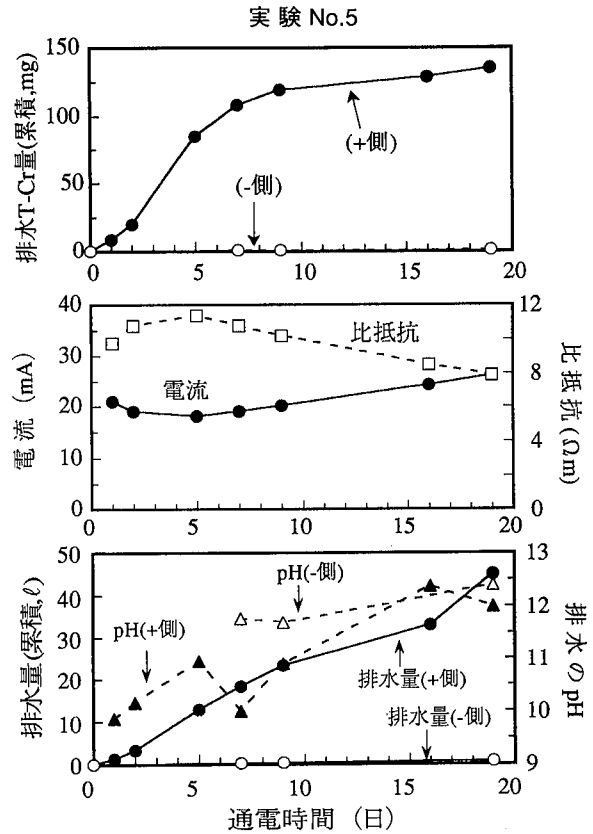 実験 No.5
排水T-Cr量(累積,mg)
150
100
50
0
(+側)
(-側)
0 5 10 15 20
電流 (mA)
40
30
20
10
0
比抵抗
電流
12
8
4
0
比抵抗(Ωm)
0 5 10 15 20
排水量(累積,ℓ)
50
40
30
20
10
0
pH(-側)
pH(+側)
排水量(+側)
排水量(-側)
13
12
11
10
9
排水のpH
0 5 10 15 20
通電時間 (日)